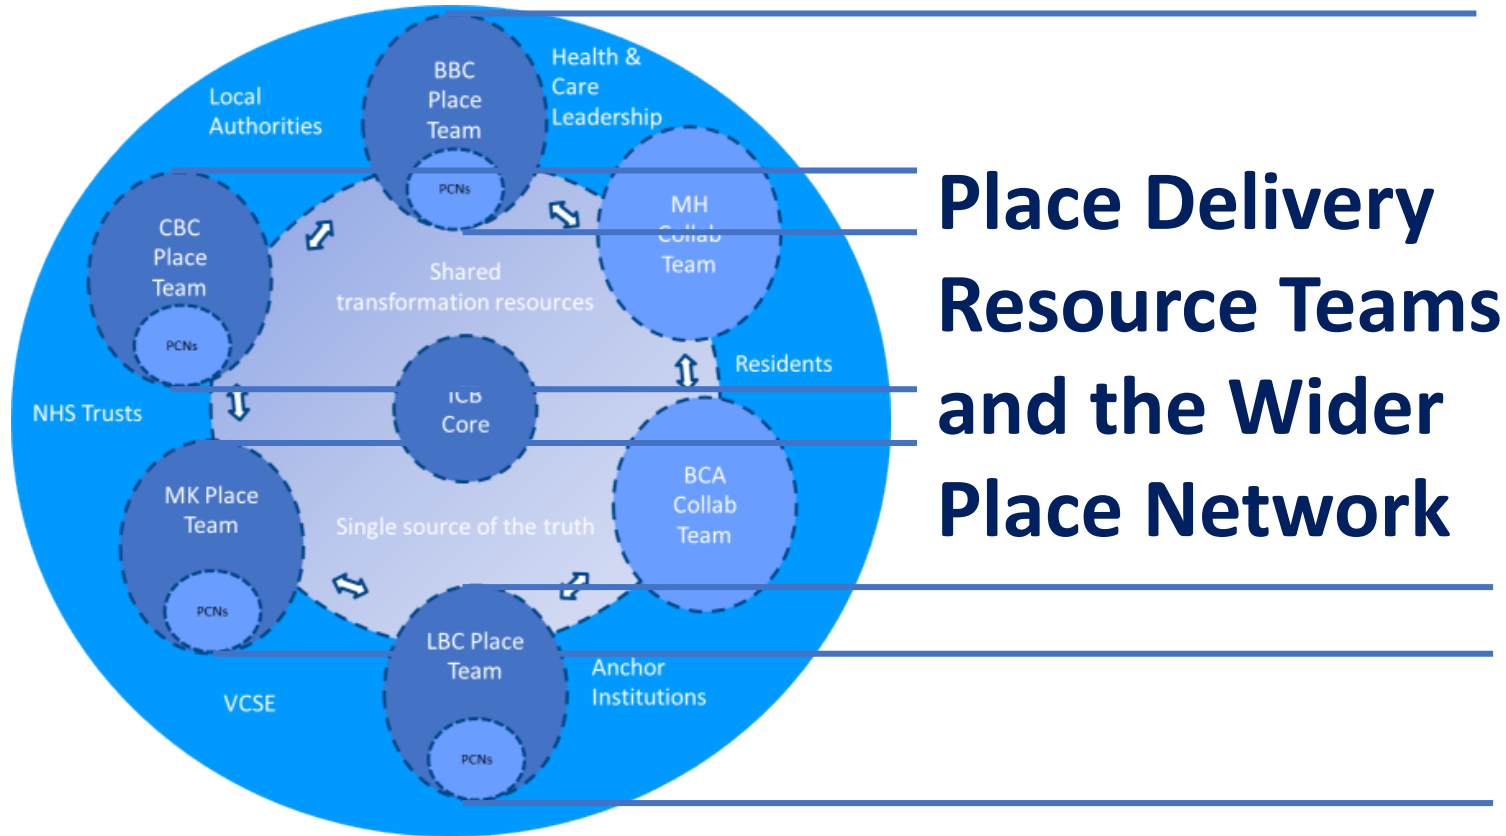 BBC
Place
Team
PCNs
Health &
Care
Leadership
Local
Authorities
CBC
Place
Team
PCNs
MH
Collab
Team
Shared
transformation resources
ICB
Core
Residents
NHS Trusts
MK Place
Team
PCNs
BCA
Collab
Team
Single source of the truth
LBC Place
Team
PCNs
VCSE
Anchor
Institutions
Place Delivery
Resource Teams
and the Wider
Place Network